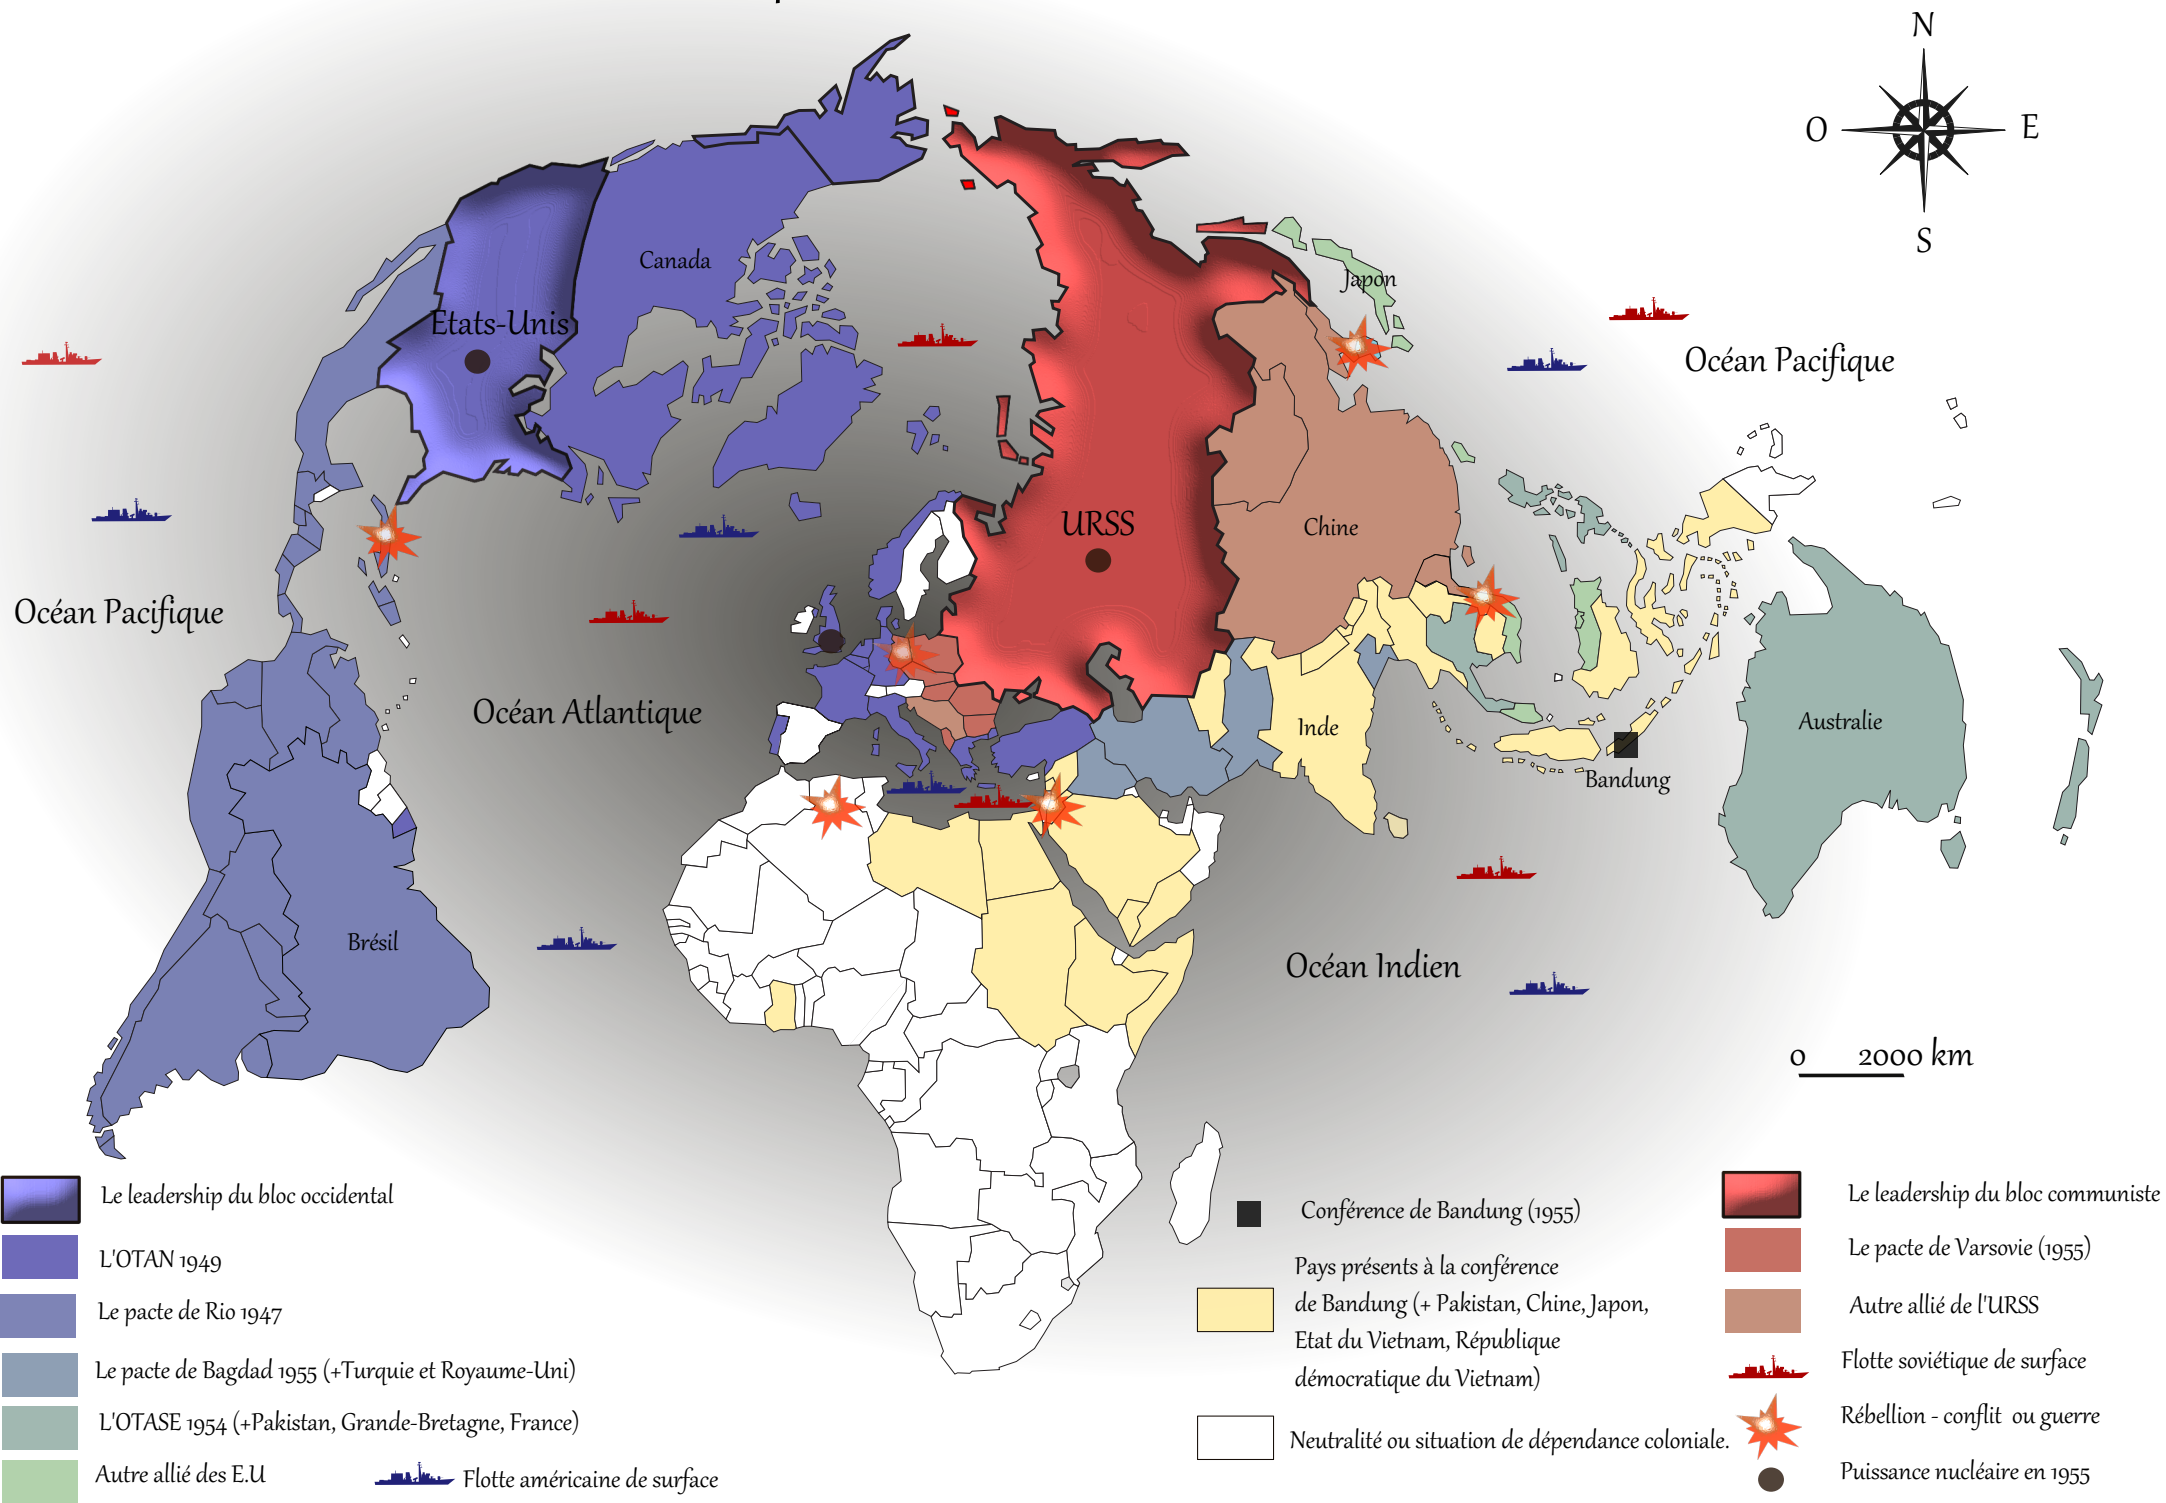 N
O
E
S
Canada
Japon
Etats-Unis
Océan Pacifique
URSS
Chine
Océan Pacifique
Océan Atlantique
Inde
Australie
Bandung
Brésil
Océan Indien
0 2000 km
Le leadership du bloc occidental
L'OTAN 1949
Le pacte de Rio 1947
Le pacte de Bagdad 1955 (+Turquie et Royaume-Uni)
L'OTASE 1954 (+Pakistan, Grande-Bretagne, France)
Autre allié des E.U
Flotte américaine de surface
Conférence de Bandung (1955)
Pays présents à la conférence
de Bandung (+ Pakistan, Chine, Japon,
Etat du Vietnam, République
démocratique du Vietnam)
Neutralité ou situation de dépendance coloniale.
Le leadership du bloc communiste
Le pacte de Varsovie (1955)
Autre allié de l'URSS
Flotte soviétique de surface
Rébellion - conflit ou guerre
Puissance nucléaire en 1955